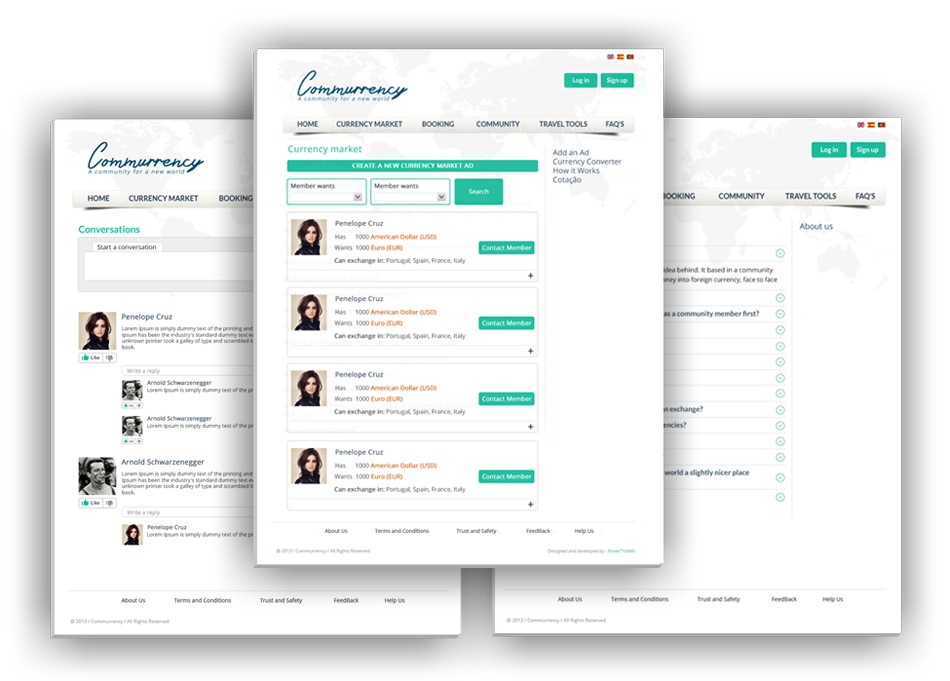 Commurrency
A community for a new world
HOME CURRENCY MARKET BOOKING
Conversations
Start a conversation
Penelope Cruz
Lorem Ipsum is simply dummy text of the printing and
Ipsum has been the industry's standard dummy text e
unknown printer took a galley of type and scrambled it
book.
Like
Write a reply
Arnold Schwarzenegger
Lorem Ipsum is simply dummy text of the pr
Arnold Schwarzenegger
Lorem Ipsum is simply dummy text of the pr
Arnold Schwarzenegger
Lorem Ipsum is simply dummy text of the printing and
Ipsum has been the industry's standard dummy text e
unknown printer took a galley of type and scrambled it
book.
Like
Write a reply
Penelope Cruz
Lorem Ipsum is simply dummy text of the pr
About Us Terms and Conditions Trust and Safety FeedBack Help Us
@ 2013 / Commurrency / All Rights Reserved
Commurrency
A community for a new world
Log in Sign up
HOME CURRENCY MARKET BOOKING COMMUNITY TRAVEL TOOLS FAQ'S
Currency market
CREATE A NEW CURRENCY MARKET AD
Member wants Member wants Search
Penelope Cruz
Has 1000 American Dollar (USD)
Wants 1000 Euro (EUR)
Contact Member
Can exchange in: Portugal, Spain, France, Italy
+
Penelope Cruz
Has 1000 American Dollar (USD)
Wants 1000 Euro (EUR)
Contact Member
Can exchange in: Portugal, Spain, France, Italy
+
Penelope Cruz
Has 1000 American Dollar (USD)
Wants 1000 Euro (EUR)
Contact Member
Can exchange in: Portugal, Spain, France, Italy
+
Penelope Cruz
Has 1000 American Dollar (USD)
Wants 1000 Euro (EUR)
Contact Member
Can exchange in: Portugal, Spain, France, Italy
+
Add an Ad
Currency Converter
How it Works
Cotação
About Us Terms and Conditions Trust and Safety FeedBack Help Us
@ 2013 / Commurrency / All Rights Reserved
Designed and developed by -
Log in Sign up
BOOKING COMMUNITY TRAVEL TOOLS FAQ'S
About us
dea behind. It based in a community
ney into foreign currency, face to face
as a community member first?
n exchange?
encies?
world a slightly nicer place
About Us Terms and Conditions Trust and Safety FeedBack Help Us
@ 2013 / Commurrency / All Rights Reserved